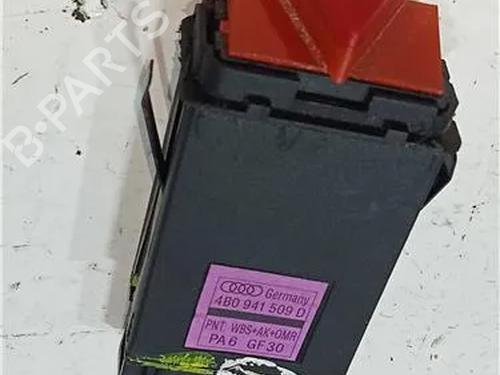 B-PARTS
Germany
4B0 941 509 D
PNT. WBS+AK+OMR
PA6 GF30